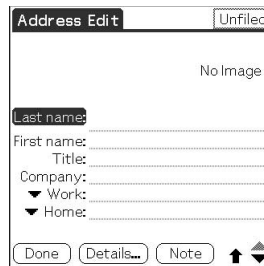 Address Edit Unfiled
No Image
Last name:
First name:
Title:
Company:
Work:
Home:
Done Details... Note